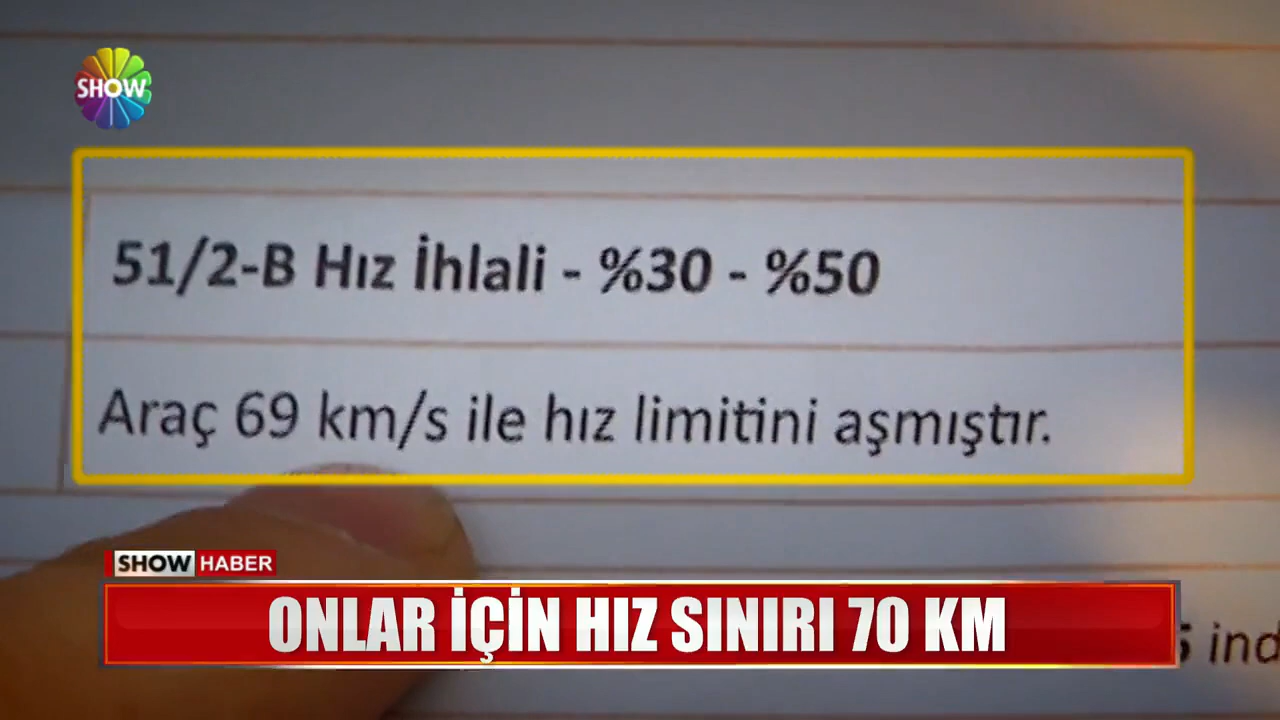 SHOW
51/2-B Hız İhlali - %30 - %50
Araç 69 km/s ile hız limitini aşmıştır.
SHOW HABER
ONLAR İÇİN HIZ SINIRI 70 KM